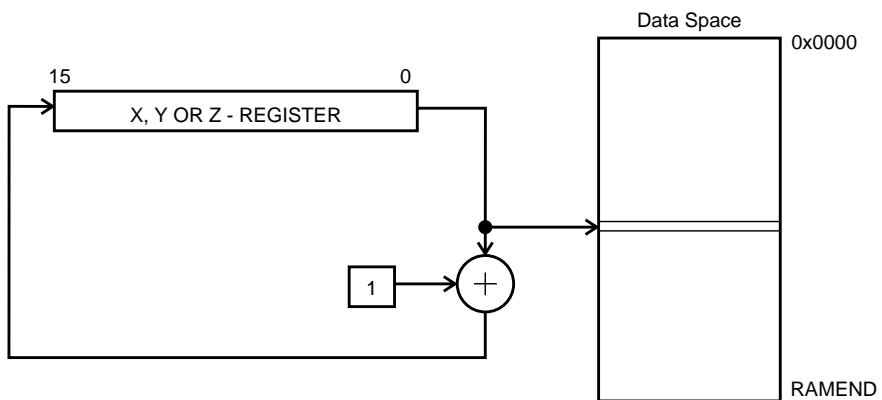 Data Space
0x0000
15
0
X, Y OR Z - REGISTER
1
+
RAMEND